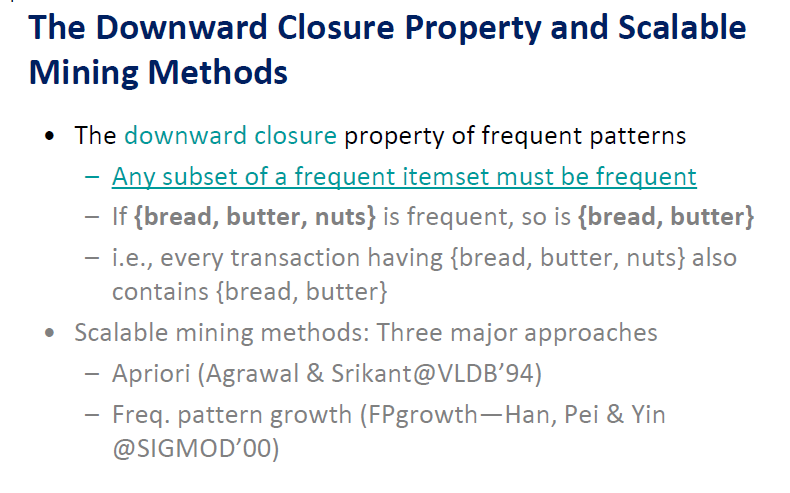 The Downward Closure Property and Scalable
Mining Methods
• The downward closure property of frequent patterns
– Any subset of a frequent itemset must be frequent
– If {bread, butter, nuts} is frequent, so is {bread, butter}
– i.e., every transaction having {bread, butter, nuts} also
contains {bread, butter}
• Scalable mining methods: Three major approaches
– Apriori (Agrawal & Srikant@VLDB’94)
– Freq. pattern growth (FPgrowth—Han, Pei & Yin
@SIGMOD’00)